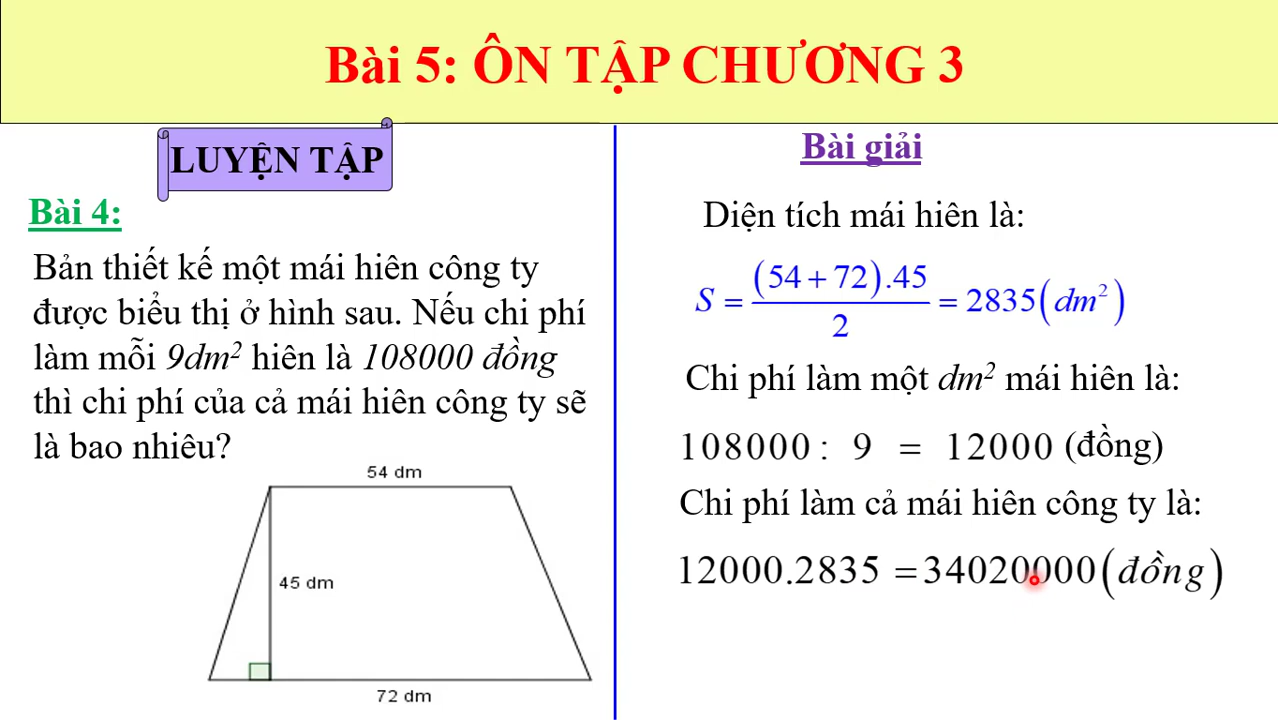 Bài 5: ÔN TẬP CHƯƠNG 3
LUYỆN TẬP
Bài 4:
Bản thiết kế một mái hiên công ty
được biểu thị ở hình sau. Nếu chi phí
làm mỗi 9dm² hiên là 108000 đồng
thì chi phí của cả mái hiên công ty sẽ
là bao nhiêu?
54 dm
45 dm
72 dm
Bài giải
Diện tích mái hiên là:
S = (54 + 72).45 / 2 = 2835(dm²)
Chi phí làm một dm² mái hiên là:
108000 : 9 = 12000 (đồng)
Chi phí làm cả mái hiên công ty là:
12000.2835 = 34020000(đồng)